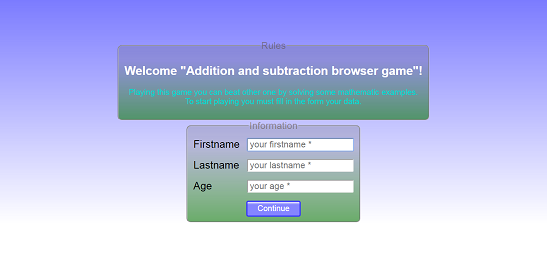 Rules
Welcome "Addition and subtraction browser game"!
Playing this game you can beat other one by solving some mathematic examples.
To start playing you must fill in the form your data.
Information
Firstname your firstname *
Lastname your lastname *
Age your age *
Continue